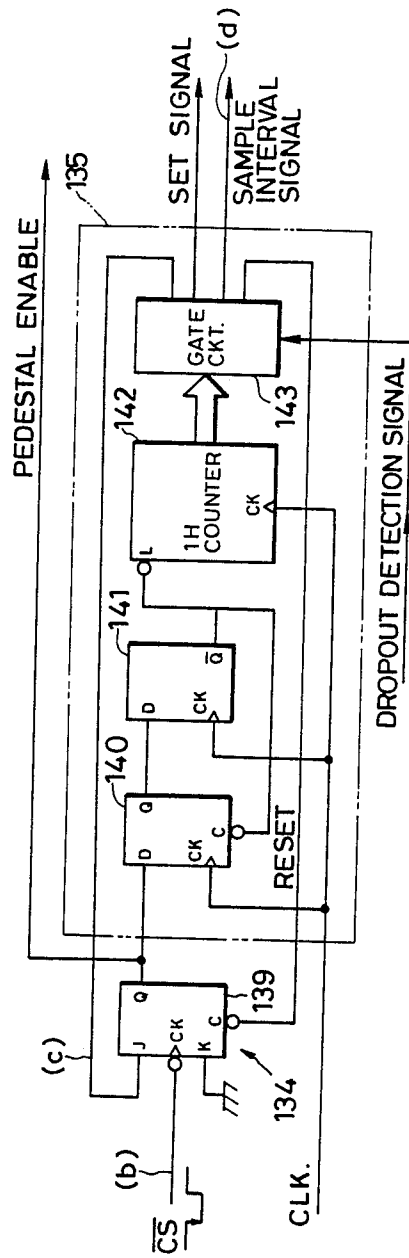 PEDESTAL ENABLE
135
(c)
SET SIGNAL
(d)
SAMPLE
INTERVAL
SIGNAL
GATE
CKT.
143
142
1H
COUNTER
L
CK
141
D
CK
Q̅
140
D
Q
CK
C
RESET
139
J
Q
CK
K
C
134
(b)
C̅S̅
CLK.
DROPOUT DETECTION SIGNAL